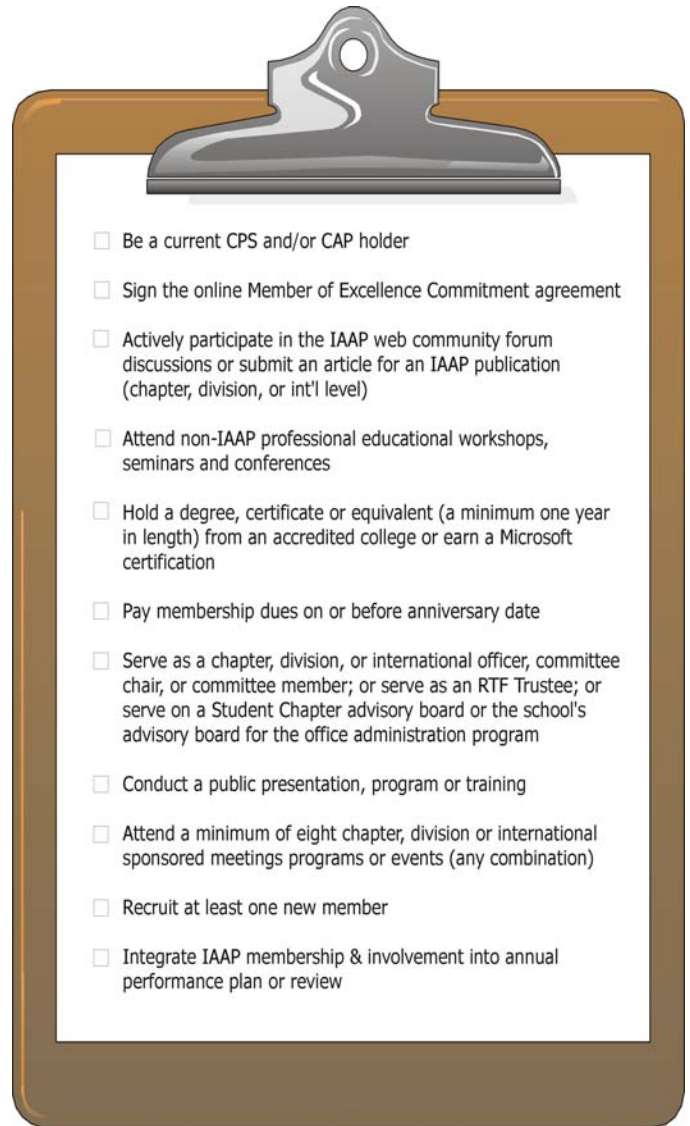 Be a current CPS and/or CAP holder
Sign the online Member of Excellence Commitment agreement
Actively participate in the IAAP web community forum
discussions or submit an article for an IAAP publication
(chapter, division, or int'l level)
Attend non-IAAP professional educational workshops,
seminars and conferences
Hold a degree, certificate or equivalent (a minimum one year
in length) from an accredited college or earn a Microsoft
certification
Pay membership dues on or before anniversary date
Serve as a chapter, division, or international officer, committee
chair, or committee member; or serve as an RTF Trustee; or
serve on a Student Chapter advisory board or the school's
advisory board for the office administration program
Conduct a public presentation, program or training
Attend a minimum of eight chapter, division or international
sponsored meetings programs or events (any combination)
Recruit at least one new member
Integrate IAAP membership & involvement into annual
performance plan or review